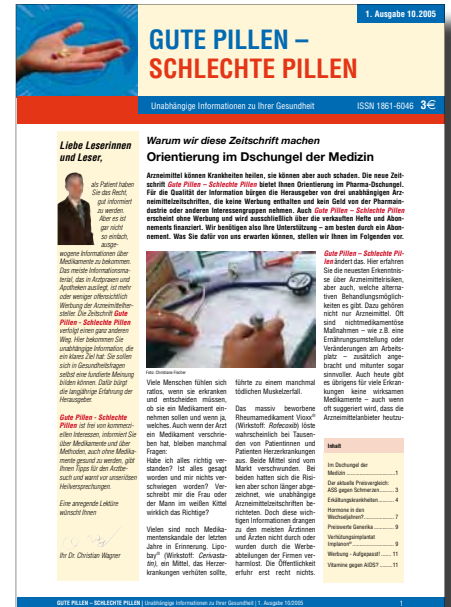 1. Ausgabe 10.2005
GUTE PILLEN –
SCHLECHTE PILLEN
Unabhängige Informationen zu Ihrer Gesundheit
ISSN 1861-6046 3€
Liebe Leserinnen
und Leser,
als Patient haben
Sie das Recht,
gut informiert
zu werden.
Aber es ist
gar nicht
so einfach,
ausge-
wogene Informationen über
Medikamente zu bekommen.
Das meiste Informationsma-
terial, das in Arztpraxen und
Apotheken ausliegt, ist mehr
oder weniger offensichtlich
Werbung der Arzneimittelher-
steller. Die Zeitschrift Gute
Pillen - Schlechte Pillen
verfolgt einen ganz anderen
Weg. Hier bekommen Sie
unabhängige Information, die
ein klares Ziel hat: Sie sollen
sich in Gesundheitsfragen
selbst eine fundierte Meinung
bilden können. Dafür bürgt
die langjährige Erfahrung der
Herausgeber.
Gute Pillen - Schlechte
Pillen ist frei von kommerzi-
ellen Interessen, informiert Sie
über Medikamente und über
Methoden, auch ohne Medika-
mente gesund zu werden, gibt
Ihnen Tipps für den Arztbe-
such und warnt vor unseriösen
Heilversprechungen.
Eine anregende Lektüre
wünscht Ihnen
Ihr Dr. Christian Wagner
Warum wir diese Zeitschrift machen
Orientierung im Dschungel der Medizin
Arzneimittel können Krankheiten heilen, sie können aber auch schaden. Die neue Zeit-
schrift Gute Pillen – Schlechte Pillen bietet Ihnen Orientierung im Pharma-Dschungel.
Für die Qualität der Information bürgen die Herausgeber von drei unabhängigen Arz-
neimittelzeitschriften, die keine Werbung enthalten und kein Geld von der Pharmain-
dustrie oder anderen Interessengruppen nehmen. Auch Gute Pillen – Schlechte Pillen
erscheint ohne Werbung und wird ausschließlich über die verkauften Hefte und Abon-
nements finanziert. Wir benötigen also Ihre Unterstützung – am besten durch ein Abon-
nement. Was Sie dafür von uns erwarten können, stellen wir Ihnen im Folgenden vor.
Foto: Christiane Fischer
Viele Menschen fühlen sich
ratlos, wenn sie erkranken
und entscheiden müssen,
ob sie ein Medikament ein-
nehmen sollen und wenn ja,
welches. Auch wenn der Arzt
ein Medikament verschrie-
ben hat, bleiben manchmal
Fragen:
Habe ich alles richtig ver-
standen? Ist alles gesagt
worden und mir nichts ver-
schwiegen worden? Ver-
schreibt mir die Frau oder
der Mann im weißen Kittel
wirklich das Richtige?
Vielen sind noch Medika-
mentenskandale der letzten
Jahre in Erinnerung. Lipo-
bay® (Wirkstoff: Cerivasta-
tin), ein Mittel, das Herzer-
krankungen verhüten sollte,
führte zu einem manchmal
tödlichen Muskelzerfall.
Das massiv beworbene
Rheumamedikament Vioxx®
(Wirkstoff: Rofecoxib) löste
wahrscheinlich bei Tausen-
den von Patientinnen und
Patienten Herzerkrankungen
aus. Beide Mittel sind vom
Markt verschwunden. Bei
beiden hatten sich die Risi-
ken aber schon länger abge-
zeichnet, wie unabhängige
Arzneimittelzeitschriften be-
richteten. Doch diese wich-
tigen Informationen drangen
zu den meisten Ärztinnen
und Ärzten nicht durch oder
wurden durch die Werbe-
abteilungen der Firmen ver-
harmlost. Die Öffentlichkeit
erfuhr erst recht nichts.
Gute Pillen – Schlechte Pil-
len ändert das. Hier erfahren
Sie die neuesten Erkenntnis-
se über Arzneimittelrisiken,
aber auch, welche alterna-
tiven Behandlungsmöglich-
keiten es gibt. Dazu gehören
nicht nur Arzneimittel. Oft
sind nichtmedikamentöse
Maßnahmen – wie z.B. eine
Ernährungsumstellung oder
Veränderungen am Arbeits-
platz – zusätzlich ange-
bracht und mitunter sogar
sinnvoller. Auch heute gibt
es übrigens für viele Erkran-
kungen keine wirksamen
Medikamente – auch wenn
oft suggeriert wird, dass die
Arzneimittelanbieter heutzu-
Inhalt
Im Dschungel der
Medizin 1
Der aktuelle Preisvergleich:
ASS gegen Schmerzen 3
Erkältungskrankheiten 4
Hormone in den
Wechseljahren? 7
Preiswerte Generika 9
Verhütungsimplantat
Implanon® 9
Werbung - Aufgepasst! 11
Vitamine gegen AIDS? 11
GUTE PILLEN – SCHLECHTE PILLEN | Unabhängige Informationen zu Ihrer Gesundheit | 1. Ausgabe 10/2005 1